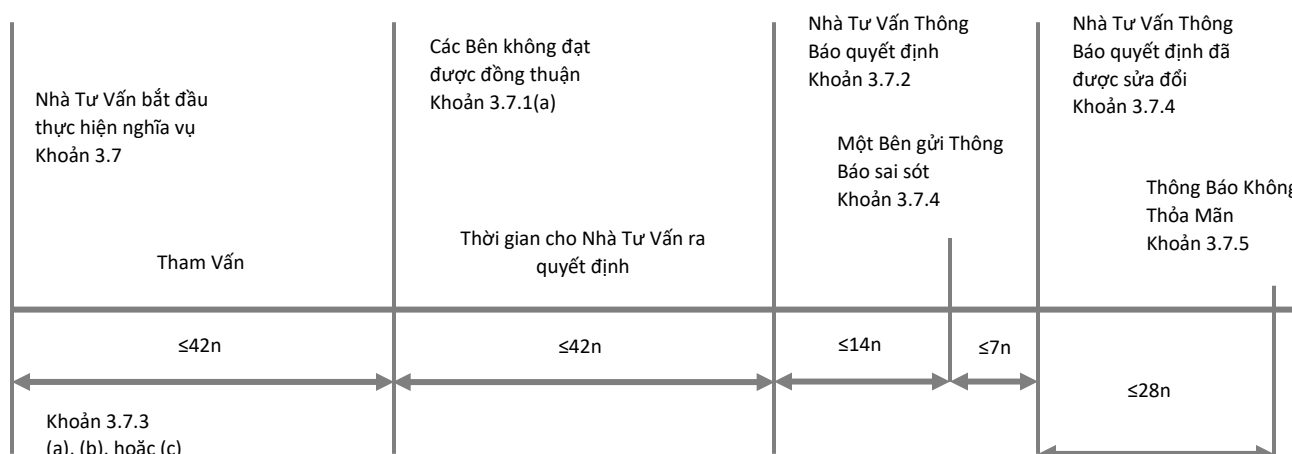 Nhà Tư Vấn bắt đầu
thực hiện nghĩa vụ
Khoản 3.7
Tham Vấn
Các Bên không đạt
được đồng thuận
Khoản 3.7.1(a)
Thời gian cho Nhà Tư Vấn ra
quyết định
Nhà Tư Vấn Thông
Báo quyết định
Khoản 3.7.2
Một Bên gửi Thông
Báo sai sót
Khoản 3.7.4
Nhà Tư Vấn Thông
Báo quyết định đã
được sửa đổi
Khoản 3.7.4
Thông Báo Không
Thỏa Mãn
Khoản 3.7.5
≤42n
≤42n
≤14n
≤7n
≤28n
Khoản 3.7.3
(a), (b), hoặc (c)